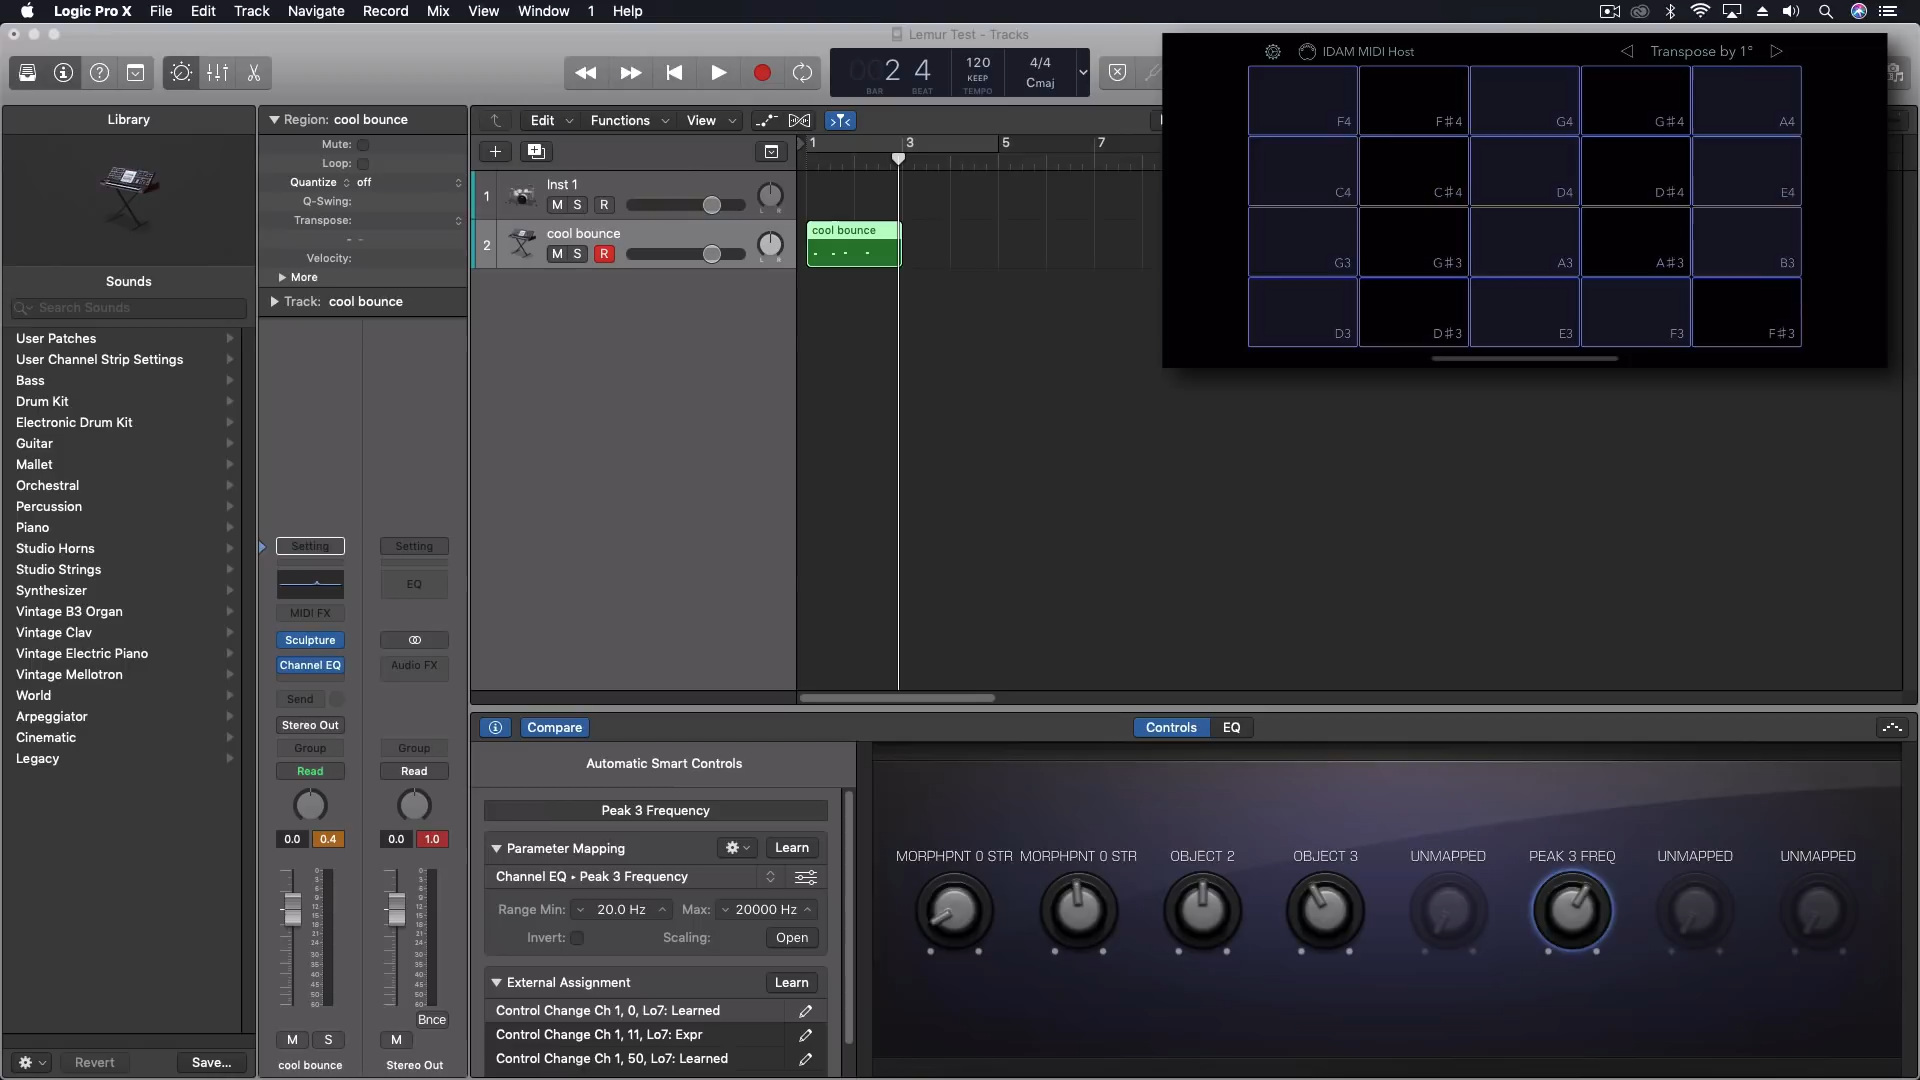 Logic Pro X File Edit Track Navigate Record Mix View Window 1 Help
Lemur Test - Tracks
2 4
BAR BEAT
120
KEEP
TEMPO
4/4
Cmaj
IDAM MIDI Host
Transpose by 1°
F4 F♯4 G4 G♯4 A4
C4 C♯4 D4 D♯4 E4
G3 G♯3 A3 A♯3 B3
D3 D♯3 E3 F3 F♯3
Library
Sounds
Search Sounds
User Patches
User Channel Strip Settings
Bass
Drum Kit
Electronic Drum Kit
Guitar
Mallet
Orchestral
Percussion
Piano
Studio Horns
Studio Strings
Synthesizer
Vintage B3 Organ
Vintage Clav
Vintage Electric Piano
Vintage Mellotron
World
Arpeggiator
Cinematic
Legacy
Revert Save...
Region: cool bounce
Mute:
Loop:
Quantize off
Q-Swing:
Transpose:
Velocity:
More
Track: cool bounce
Setting Setting
EQ
MIDI FX
Sculpture
Channel EQ Audio FX
Send
Stereo Out
Group Group
Read Read
0.0 0.4 0.0 1.0
Bnce
M S M
cool bounce Stereo Out
Edit Functions View
1 3 5 7
1 Inst 1
M S R
L R
2 cool bounce
M S R
L R
cool bounce
Compare
Controls EQ
Automatic Smart Controls
Peak 3 Frequency
Parameter Mapping Learn
Channel EQ ▸ Peak 3 Frequency
Range Min: 20.0 Hz Max: 20000 Hz
Invert: Scaling: Open
External Assignment Learn
Control Change Ch 1, 0, Lo7: Learned
Control Change Ch 1, 11, Lo7: Expr
Control Change Ch 1, 50, Lo7: Learned
MORPHPNT 0 STR MORPHPNT 0 STR OBJECT 2 OBJECT 3 UNMAPPED PEAK 3 FREQ UNMAPPED UNMAPPED